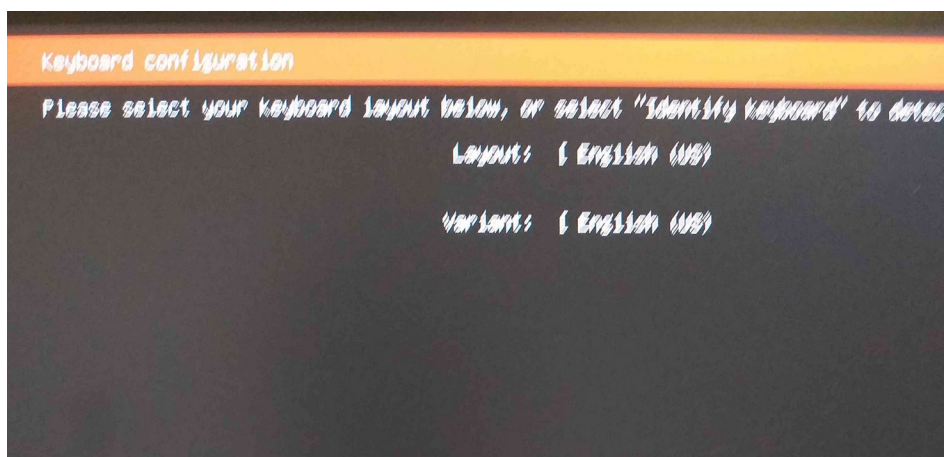 Keyboard configuration
Please select your keyboard layout below, or select "Identify keyboard" to detec
Layout: [ English (US)
Variant: [ English (US)